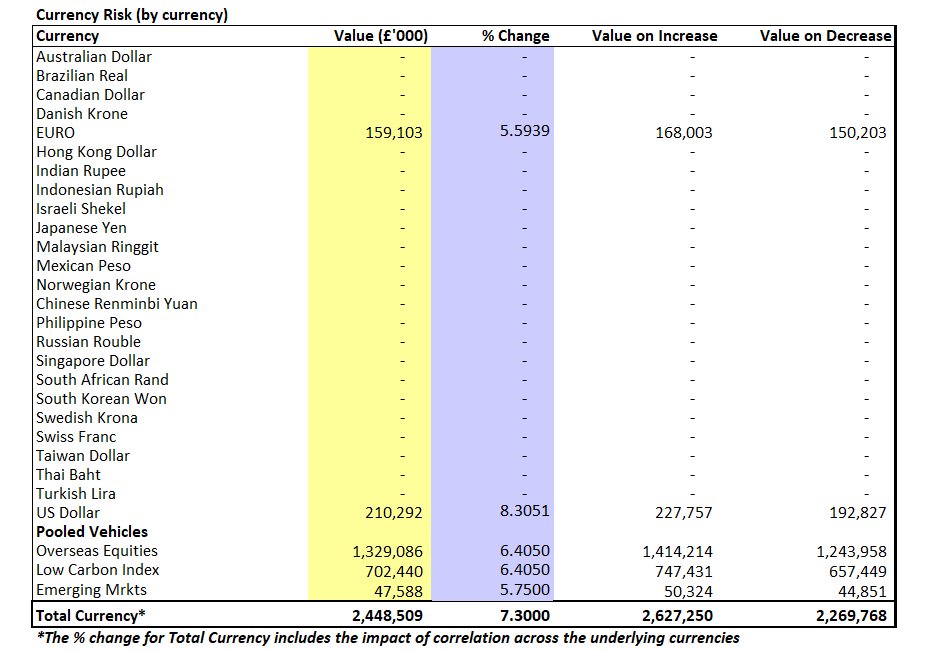 Currency Risk (by currency)
Currency Value (£'000) % Change Value on Increase Value on Decrease
Australian Dollar - - - -
Brazilian Real - - - -
Canadian Dollar - - - -
Danish Krone - - - -
EURO 159,103 5.5939 168,003 150,203
Hong Kong Dollar - - - -
Indian Rupee - - - -
Indonesian Rupiah - - - -
Israeli Shekel - - - -
Japanese Yen - - - -
Malaysian Ringgit - - - -
Mexican Peso - - - -
Norwegian Krone - - - -
Chinese Renminbi Yuan - - - -
Philippine Peso - - - -
Russian Rouble - - - -
Singapore Dollar - - - -
South African Rand - - - -
South Korean Won - - - -
Swedish Krona - - - -
Swiss Franc - - - -
Taiwan Dollar - - - -
Thai Baht - - - -
Turkish Lira - - - -
US Dollar 210,292 8.3051 227,757 192,827
Pooled Vehicles
Overseas Equities 1,329,086 6.4050 1,414,214 1,243,958
Low Carbon Index 702,440 6.4050 747,431 657,449
Emerging Mrkts 47,588 5.7500 50,324 44,851
Total Currency* 2,448,509 7.3000 2,627,250 2,269,768
*The % change for Total Currency includes the impact of correlation across the underlying currencies